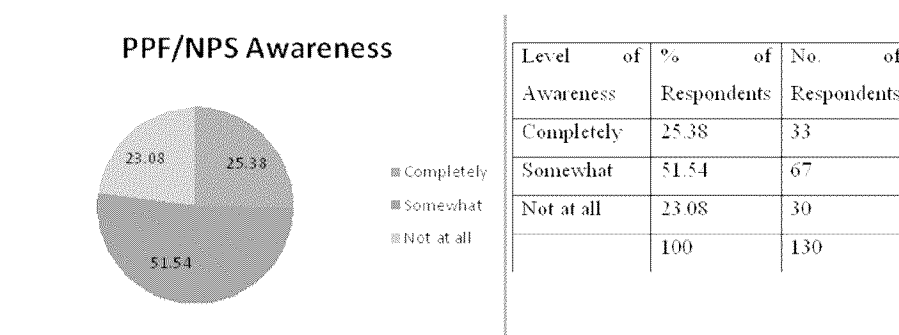 PPF/NPS Awareness
23.08
25.38
51.54
Completely
Somewhat
Not at all
Level of % of No. of
Awareness Respondents Respondents
Completely 25.38 33
Somewhat 51.54 67
Not at all 23.08 30
100 130